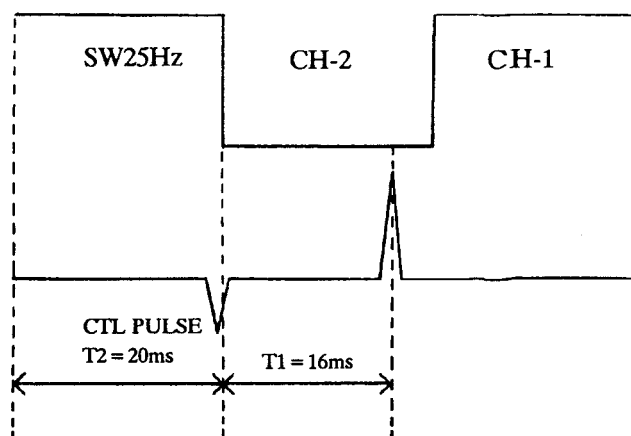 SW25Hz CH-2 CH-1
CTL PULSE
T2 = 20ms T1 = 16ms